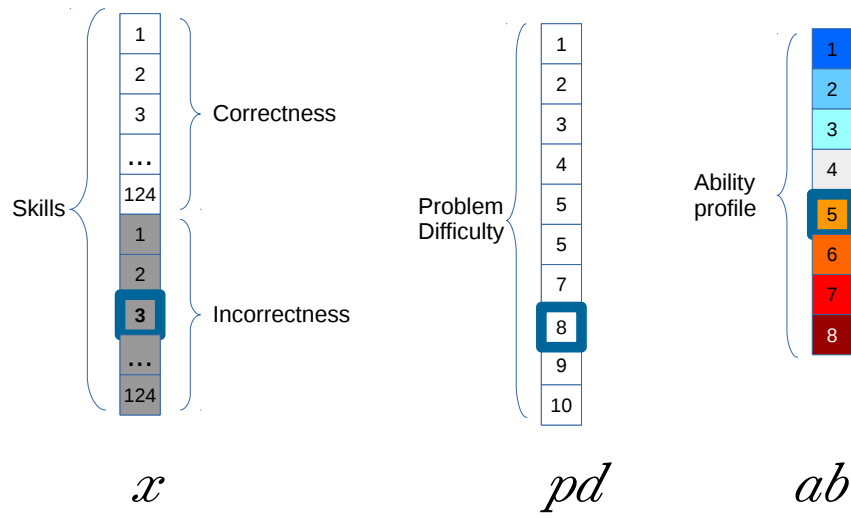 Skills
1
2
3
...
124
1
2
3
...
124
Correctness
Incorrectness
x
Problem
Difficulty
1
2
3
4
5
5
7
8
9
10
pd
Ability
profile
1
2
3
4
5
6
7
8
ab